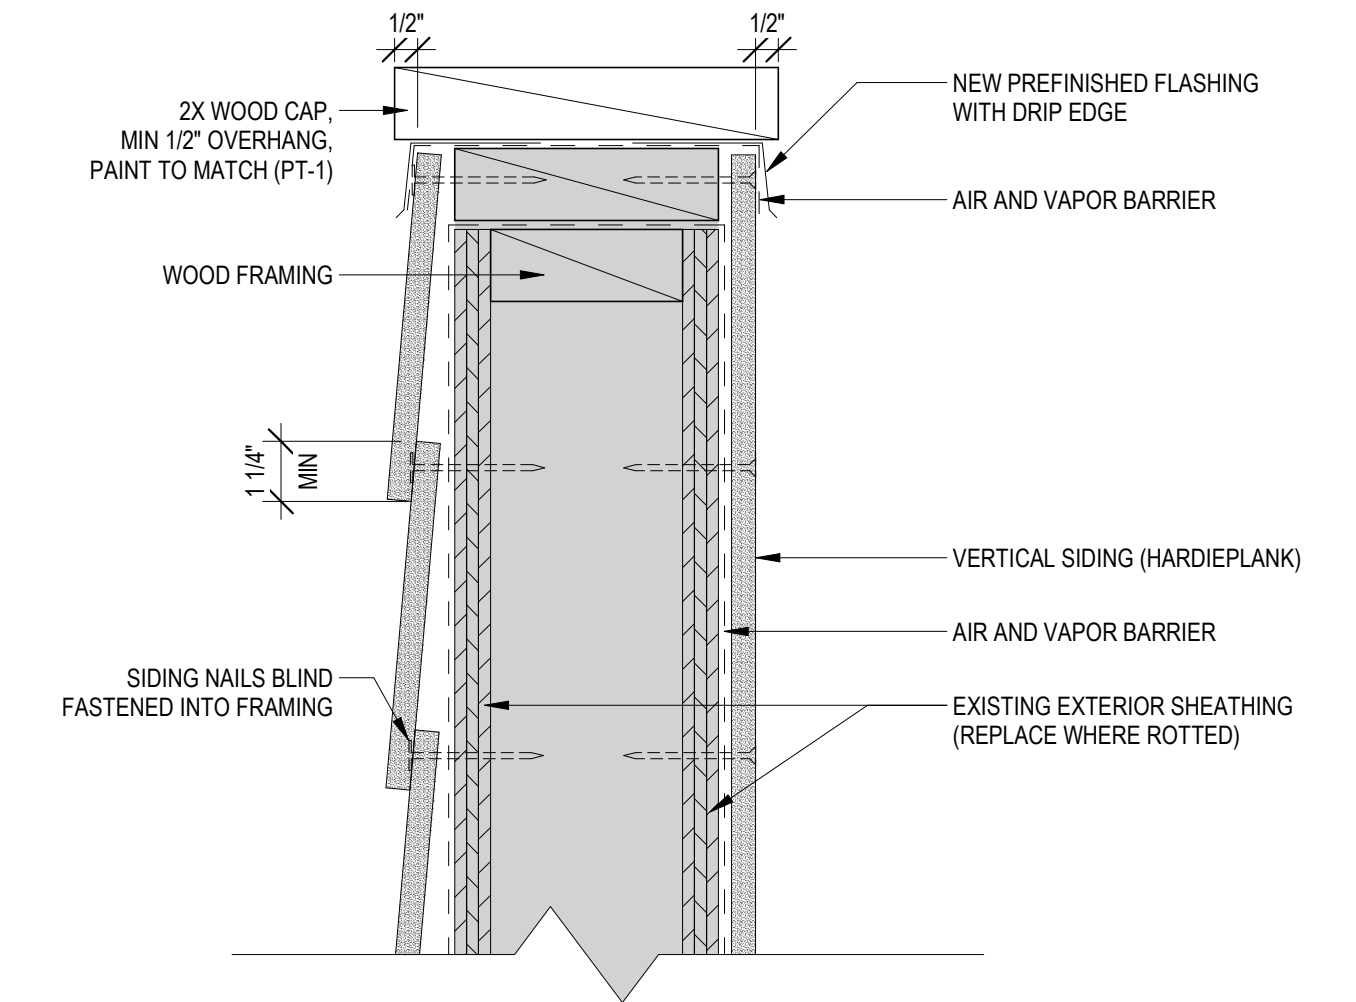 1/2"
1/2"
2X WOOD CAP,
MIN 1/2" OVERHANG,
PAINT TO MATCH (PT-1)
NEW PREFINISHED FLASHING
WITH DRIP EDGE
AIR AND VAPOR BARRIER
WOOD FRAMING
1 1/4"
MIN
VERTICAL SIDING (HARDIEPLANK)
AIR AND VAPOR BARRIER
SIDING NAILS BLIND
FASTENED INTO FRAMING
EXISTING EXTERIOR SHEATHING
(REPLACE WHERE ROTTED)